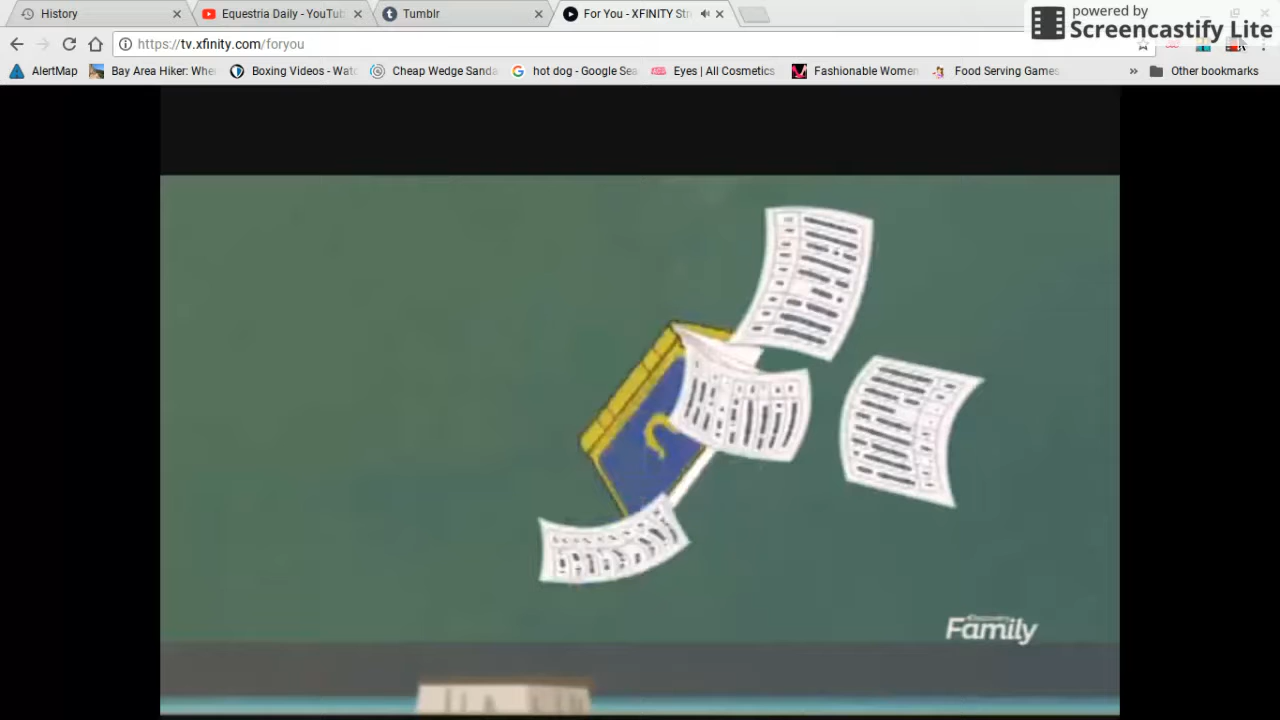 History
Equestria Daily - YouTu
Tumblr
For You - XFINITY Str
powered by
Screencastify Lite
https://tv.xfinity.com/foryou
AlertMap
Bay Area Hiker: Whe
Boxing Videos - Wat
Cheap Wedge Sanda
hot dog - Google Sea
Eyes | All Cosmetics
Fashionable Women
Food Serving Games
Other bookmarks
Discovery
Family